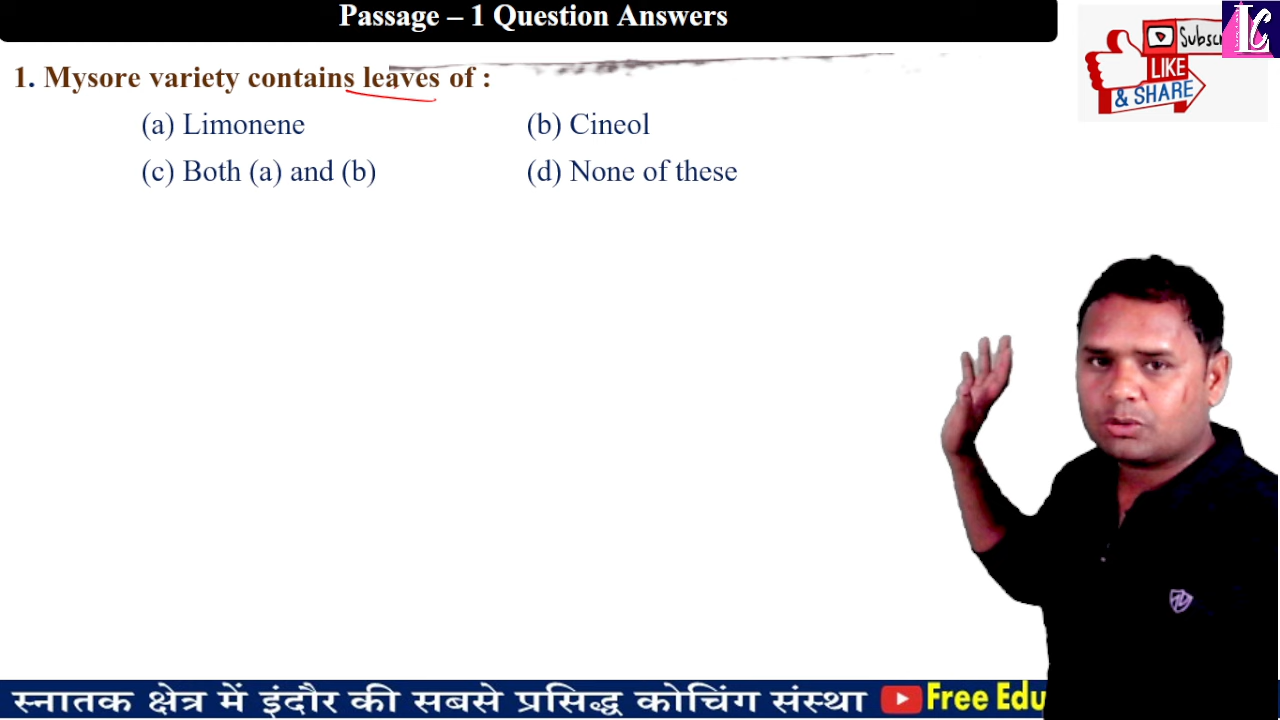 Passage – 1 Question Answers
1. Mysore variety contains leaves of :
(a) Limonene (b) Cineol
(c) Both (a) and (b) (d) None of these
LIKE
& SHARE
LC
स्नातक क्षेत्र में इंदौर की सबसे प्रसिद्ध कोचिंग संस्था Free Edu